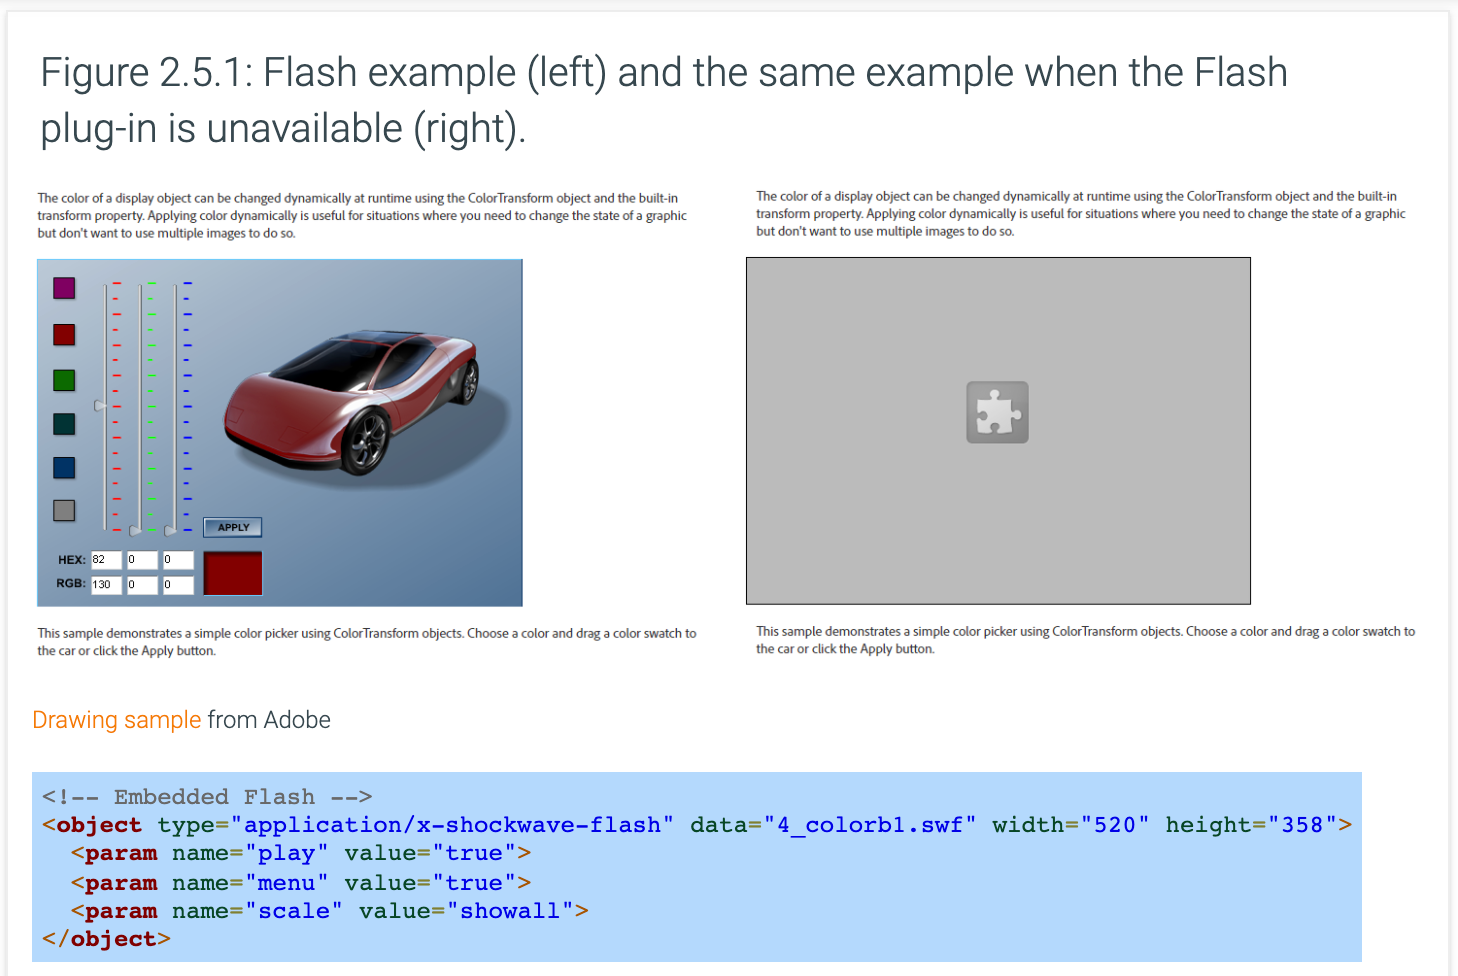 Figure 2.5.1: Flash example (left) and the same example when the Flash
plug-in is unavailable (right).
The color of a display object can be changed dynamically at runtime using the ColorTransform object and the built-in
transform property. Applying color dynamically is useful for situations where you need to change the state of a graphic
but don't want to use multiple images to do so.
APPLY
HEX: 82 0 0
RGB: 130 0 0
This sample demonstrates a simple color picker using ColorTransform objects. Choose a color and drag a color swatch to
the car or click the Apply button.
The color of a display object can be changed dynamically at runtime using the ColorTransform object and the built-in
transform property. Applying color dynamically is useful for situations where you need to change the state of a graphic
but don't want to use multiple images to do so.
This sample demonstrates a simple color picker using ColorTransform objects. Choose a color and drag a color swatch to
the car or click the Apply button.
Drawing sample from Adobe
<!-- Embedded Flash -->
<object type="application/x-shockwave-flash" data="4_colorb1.swf" width="520" height="358">
  <param name="play" value="true">
  <param name="menu" value="true">
  <param name="scale" value="showall">
</object>